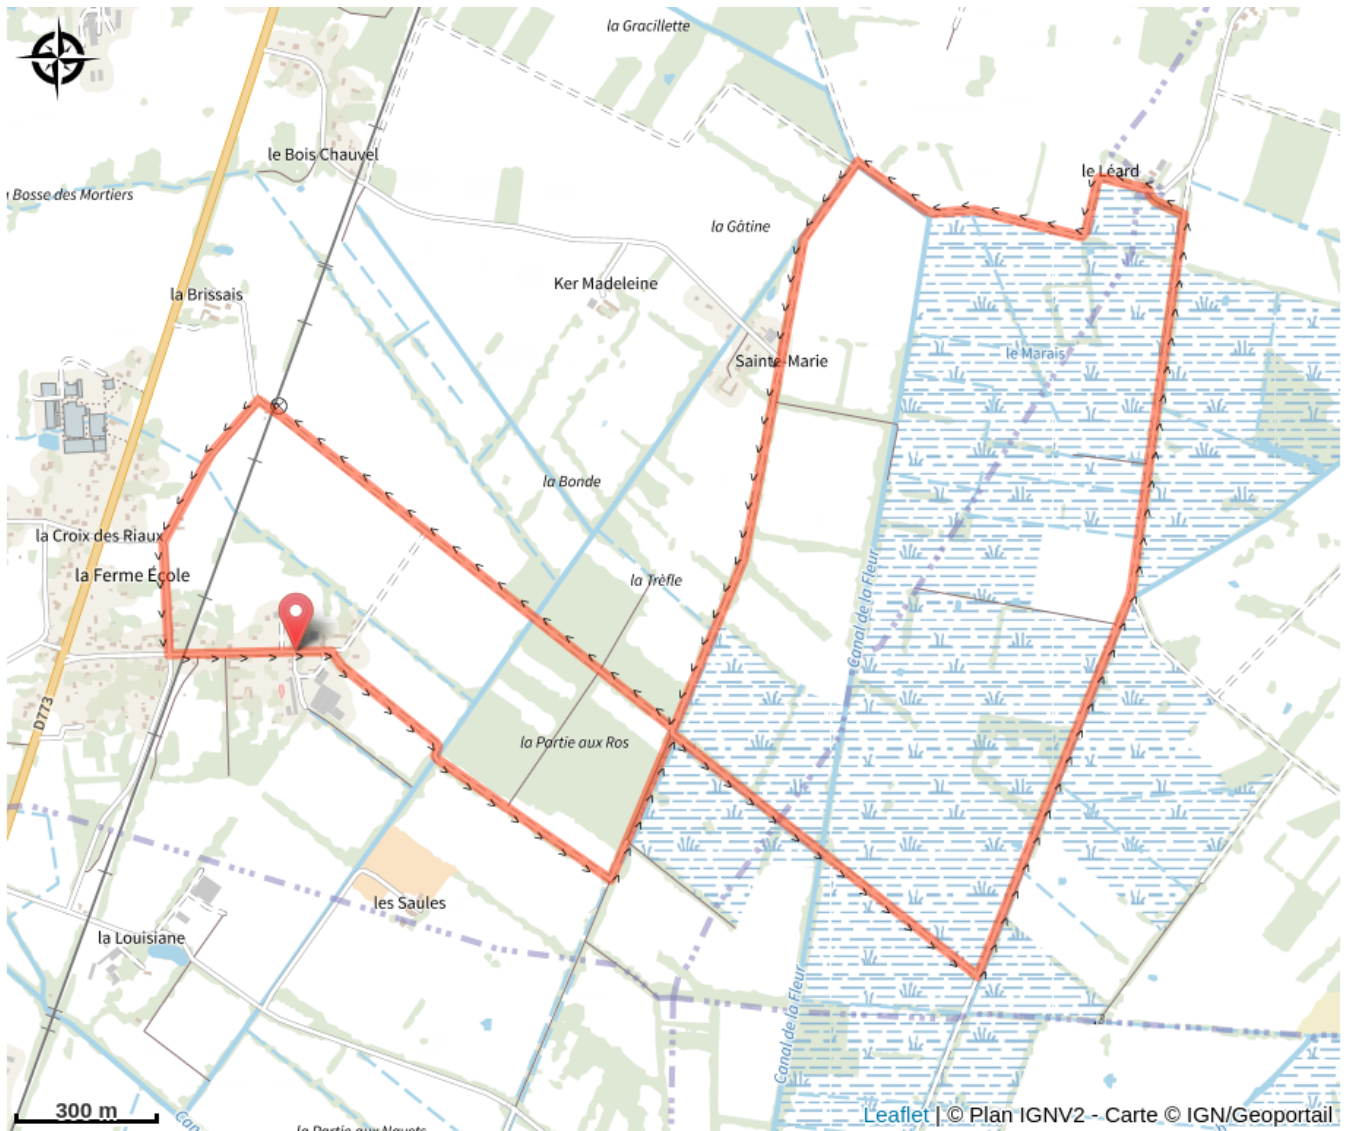 la Gracillette
le Bois Chauvel
le Léard
Bosse des Mortiers
la Gâtine
Ker Madeleine
la Brissais
le Marais
Sainte-Marie
la Bonde
la Croix des Riaux
la Ferme École
la Trèfle
Canal de la Fleur
D773
la Partie aux Ros
les Saules
la Louisiane
Canal de la Fleur
300 m
Can
la Partie aux Navets
Leaflet | © Plan IGNV2 - Carte © IGN/Geoportail